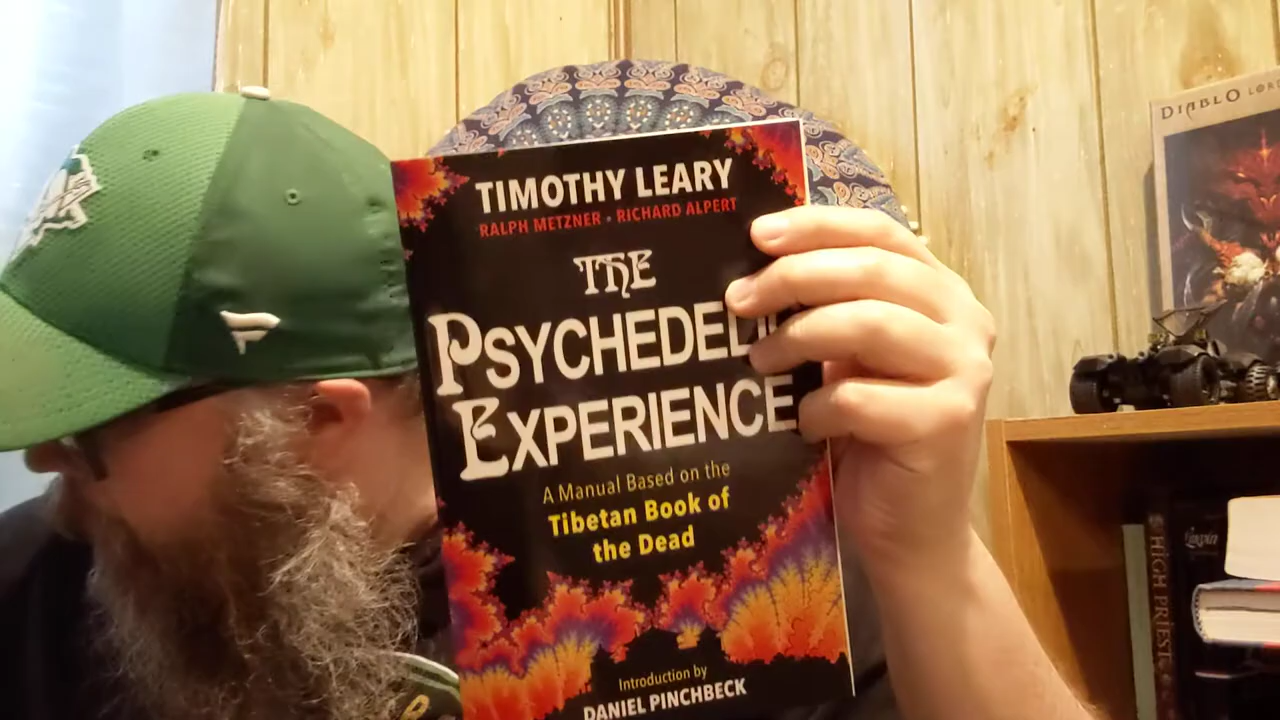 TIMOTHY LEARY
RALPH METZNER • RICHARD ALPERT
THE
PSYCHEDELIC
EXPERIENCE
A Manual Based on the
Tibetan Book of
the Dead
Introduction by
DANIEL PINCHBECK
DIABLO
HIGH PRIEST